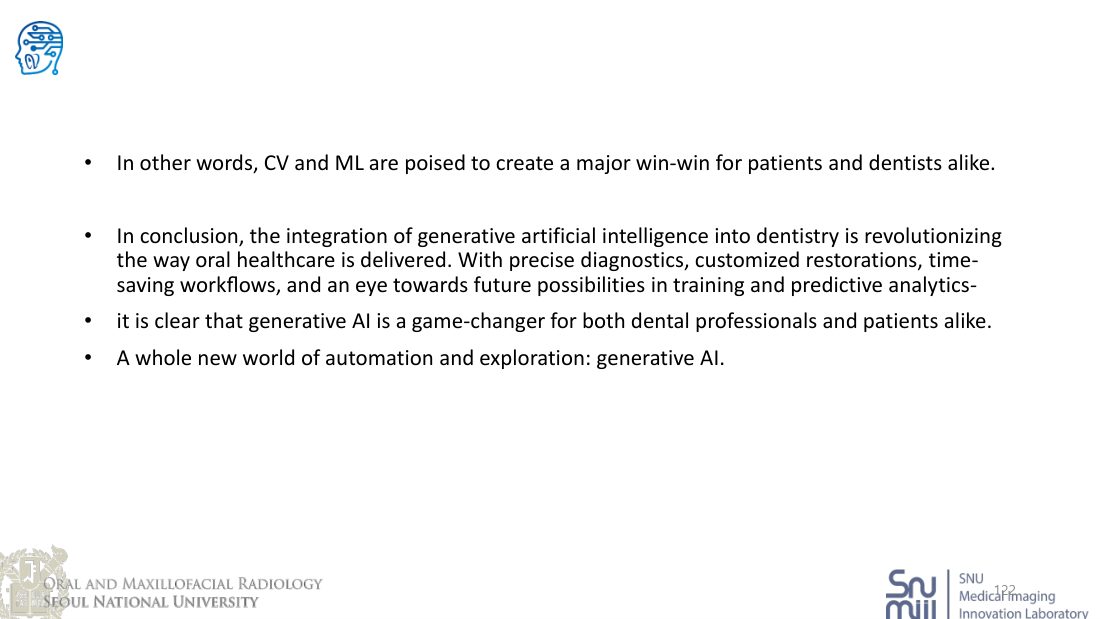 • In other words, CV and ML are poised to create a major win-win for patients and dentists alike.
• In conclusion, the integration of generative artificial intelligence into dentistry is revolutionizing
the way oral healthcare is delivered. With precise diagnostics, customized restorations, time-
saving workflows, and an eye towards future possibilities in training and predictive analytics-
• it is clear that generative AI is a game-changer for both dental professionals and patients alike.
• A whole new world of automation and exploration: generative AI.
ORAL AND MAXILLOFACIAL RADIOLOGY
SEOUL NATIONAL UNIVERSITY
SNU
mill
SNU
Medical Imaging
Innovation Laboratory
122
CV